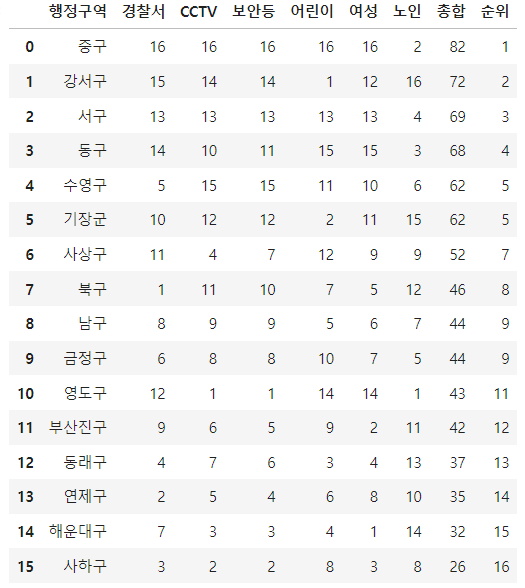 행정구역 경찰서 CCTV 보안등 어린이 여성 노인 총합 순위
0 중구 16 16 16 16 16 2 82 1
1 강서구 15 14 14 1 12 16 72 2
2 서구 13 13 13 13 13 4 69 3
3 동구 14 10 11 15 15 3 68 4
4 수영구 5 15 15 11 10 6 62 5
5 기장군 10 12 12 2 11 15 62 5
6 사상구 11 4 7 12 9 9 52 7
7 북구 1 11 10 7 5 12 46 8
8 남구 8 9 9 5 6 7 44 9
9 금정구 6 8 8 10 7 5 44 9
10 영도구 12 1 1 14 14 1 43 11
11 부산진구 9 6 5 9 2 11 42 12
12 동래구 4 7 6 3 4 13 37 13
13 연제구 2 5 4 6 8 10 35 14
14 해운대구 7 3 3 4 1 14 32 15
15 사하구 3 2 2 8 3 8 26 16